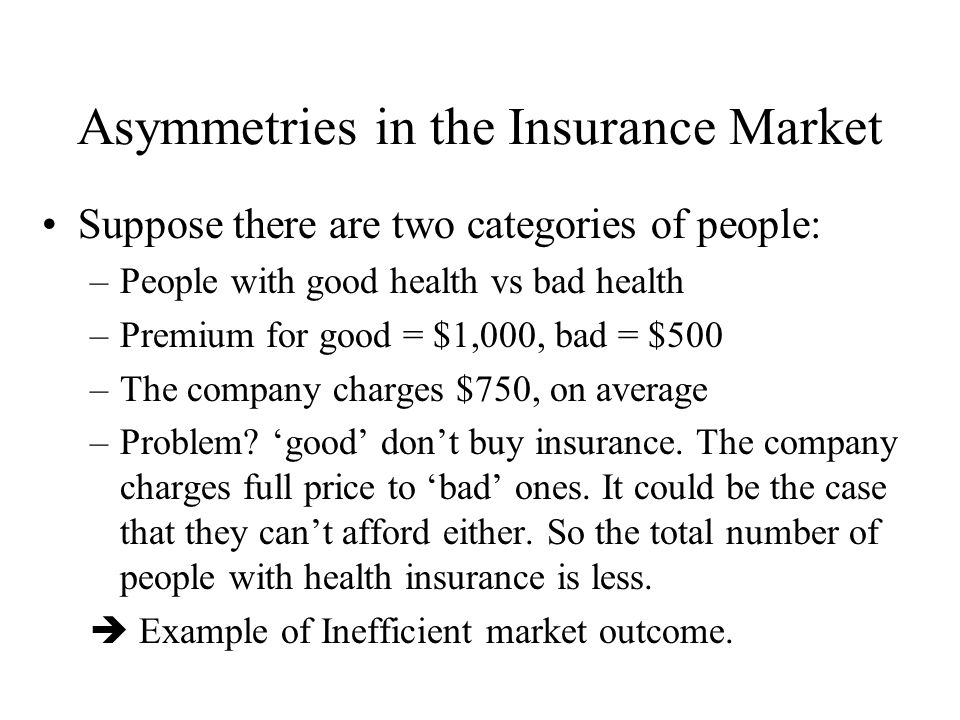 Asymmetries in the Insurance Market
• Suppose there are two categories of people:
–People with good health vs bad health
–Premium for good = $1,000, bad = $500
–The company charges $750, on average
–Problem? ‘good’ don’t buy insurance. The company
charges full price to ‘bad’ ones. It could be the case
that they can’t afford either. So the total number of
people with health insurance is less.
➔ Example of Inefficient market outcome.